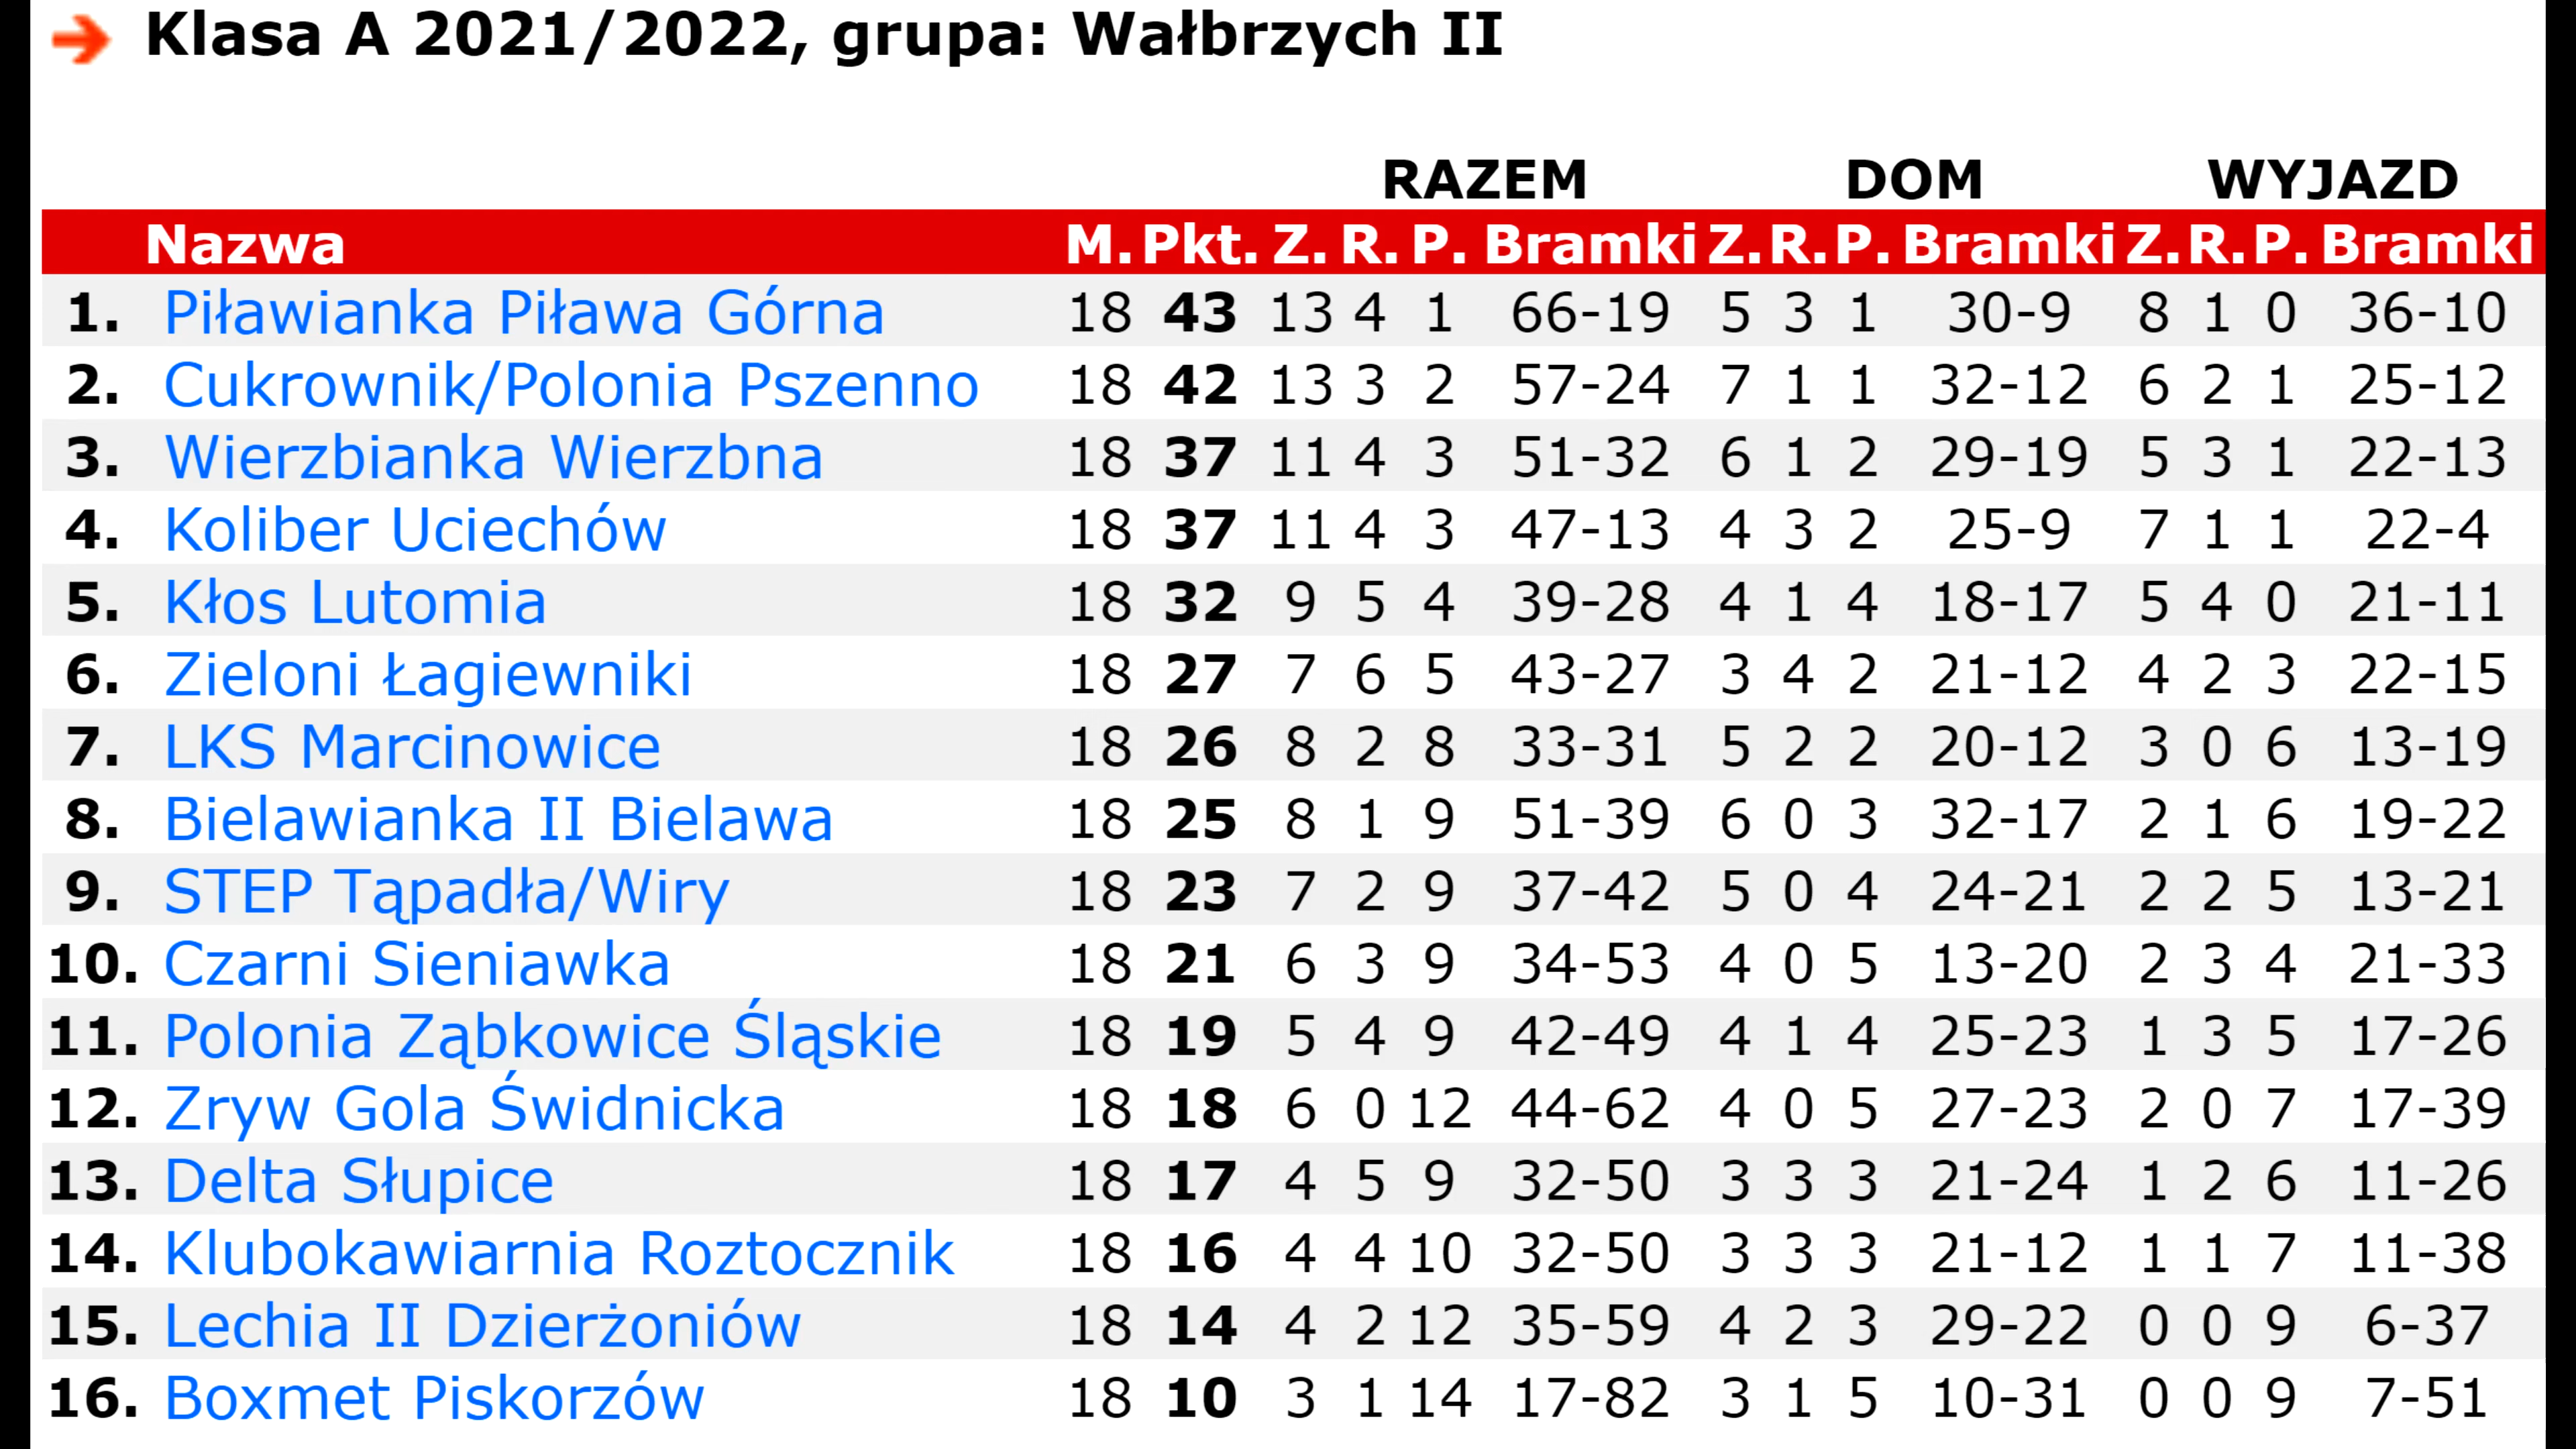 Klasa A 2021/2022, grupa: Wałbrzych II
RAZEM DOM WYJAZD
Nazwa M. Pkt. Z. R. P. Bramki Z. R. P. Bramki Z. R. P. Bramki
1. Piławianka Piława Górna 18 43 13 4 1 66-19 5 3 1 30-9 8 1 0 36-10
2. Cukrownik/Polonia Pszenno 18 42 13 3 2 57-24 7 1 1 32-12 6 2 1 25-12
3. Wierzbianka Wierzbna 18 37 11 4 3 51-32 6 1 2 29-19 5 3 1 22-13
4. Koliber Uciechów 18 37 11 4 3 47-13 4 3 2 25-9 7 1 1 22-4
5. Kłos Lutomia 18 32 9 5 4 39-28 4 1 4 18-17 5 4 0 21-11
6. Zieloni Łagiewniki 18 27 7 6 5 43-27 3 4 2 21-12 4 2 3 22-15
7. LKS Marcinowice 18 26 8 2 8 33-31 5 2 2 20-12 3 0 6 13-19
8. Bielawianka II Bielawa 18 25 8 1 9 51-39 6 0 3 32-17 2 1 6 19-22
9. STEP Tąpadła/Wiry 18 23 7 2 9 37-42 5 0 4 24-21 2 2 5 13-21
10. Czarni Sieniawka 18 21 6 3 9 34-53 4 0 5 13-20 2 3 4 21-33
11. Polonia Ząbkowice Śląskie 18 19 5 4 9 42-49 4 1 4 25-23 1 3 5 17-26
12. Zryw Gola Świdnicka 18 18 6 0 12 44-62 4 0 5 27-23 2 0 7 17-39
13. Delta Słupice 18 17 4 5 9 32-50 3 3 3 21-24 1 2 6 11-26
14. Klubokawiarnia Roztocznik 18 16 4 4 10 32-50 3 3 3 21-12 1 1 7 11-38
15. Lechia II Dzierżoniów 18 14 4 2 12 35-59 4 2 3 29-22 0 0 9 6-37
16. Boxmet Piskorzów 18 10 3 1 14 17-82 3 1 5 10-31 0 0 9 7-51